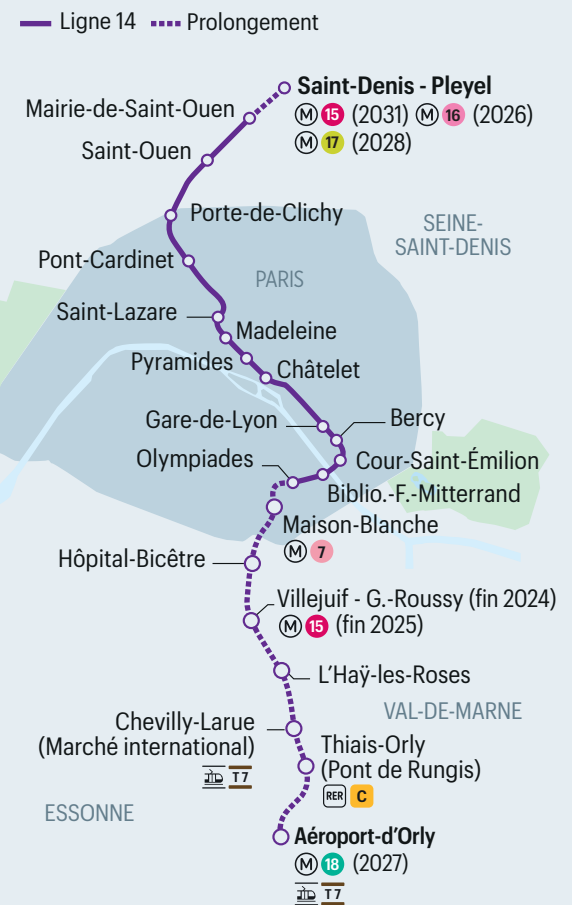 Ligne 14 Prolongement
Saint-Denis - Pleyel
M 15 (2031) M 16 (2026)
M 17 (2028)
Mairie-de-Saint-Ouen
Saint-Ouen
Porte-de-Clichy
SEINE-
SAINT-DENIS
Pont-Cardinet
PARIS
Saint-Lazare
Madeleine
Pyramides
Châtelet
Gare-de-Lyon
Bercy
Olympiades
Cour-Saint-Émilion
Biblio.-F.-Mitterrand
Maison-Blanche
M 7
Hôpital-Bicêtre
Villejuif - G.-Roussy (fin 2024)
M 15 (fin 2025)
L'Haÿ-les-Roses
VAL-DE-MARNE
Chevilly-Larue
(Marché international)
T7
Thiais-Orly
(Pont de Rungis)
RER C
ESSONNE
Aéroport-d'Orly
M 18 (2027)
T7